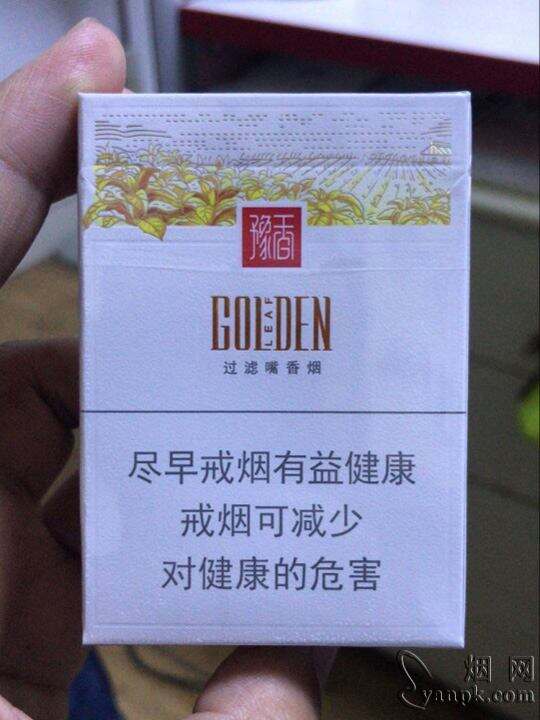 豫香
GOLDEN
LEAF
过滤嘴香烟
尽早戒烟有益健康
戒烟可减少
对健康的危害
烟网
yanpk.com